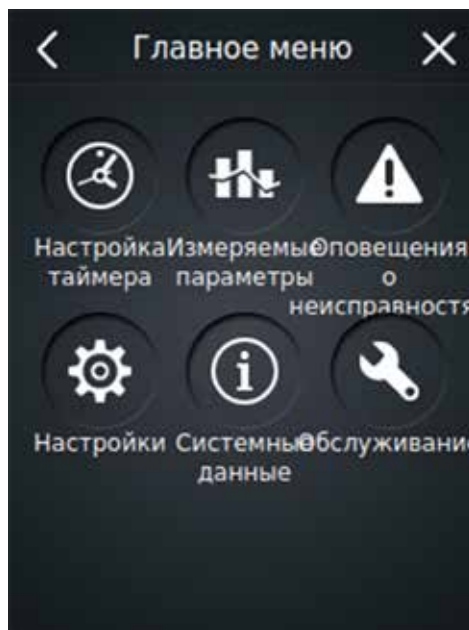 Главное меню
Настройка
таймера
Измеряемые
параметры
Оповещения
о
неисправностя
Настройки
Системные
данные
Обслуживани